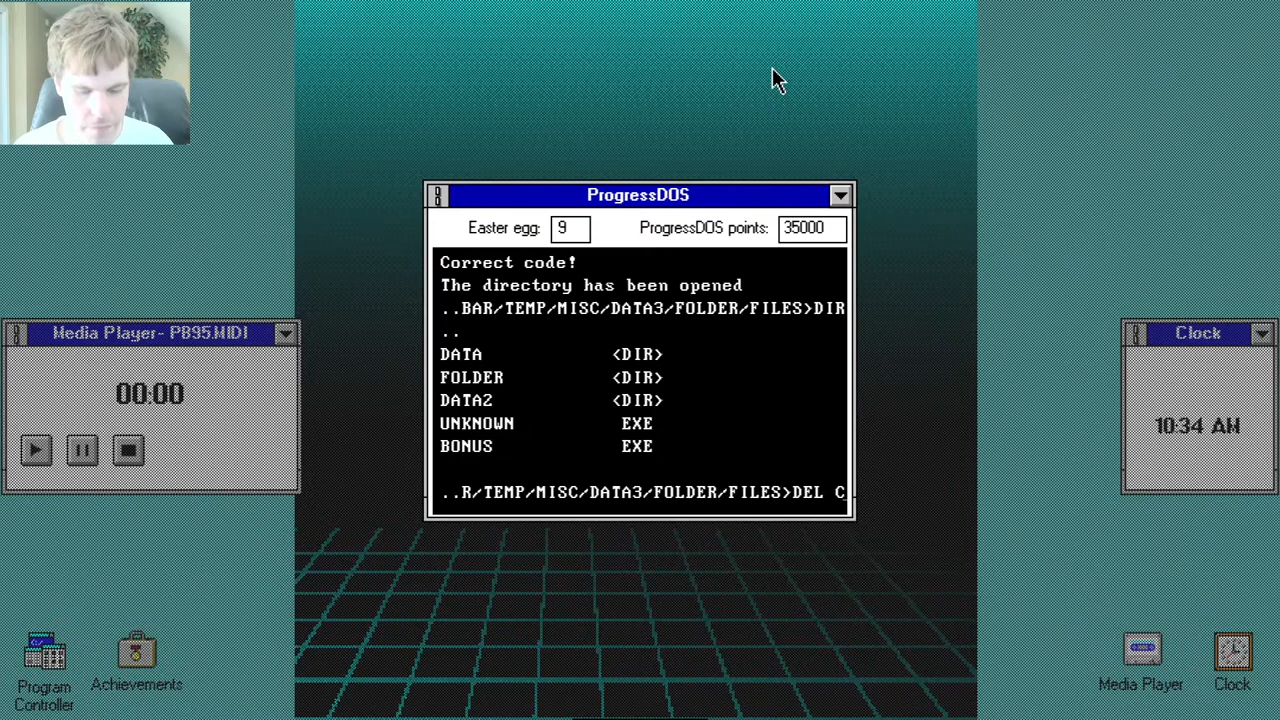 ProgressDOS
Easter egg: 9 ProgressDOS points: 35000
Correct code!
The directory has been opened
..BAR/TEMP/MISC/DATA3/FOLDER/FILES>DIR
..
DATA <DIR>
FOLDER <DIR>
DATA2 <DIR>
UNKNOWN EXE
BONUS EXE
..R/TEMP/MISC/DATA3/FOLDER/FILES>DEL C_
Media Player- PB95.MIDI
00:00
Clock
10:34 AM
Program
Controller
Achievements
Media Player
Clock